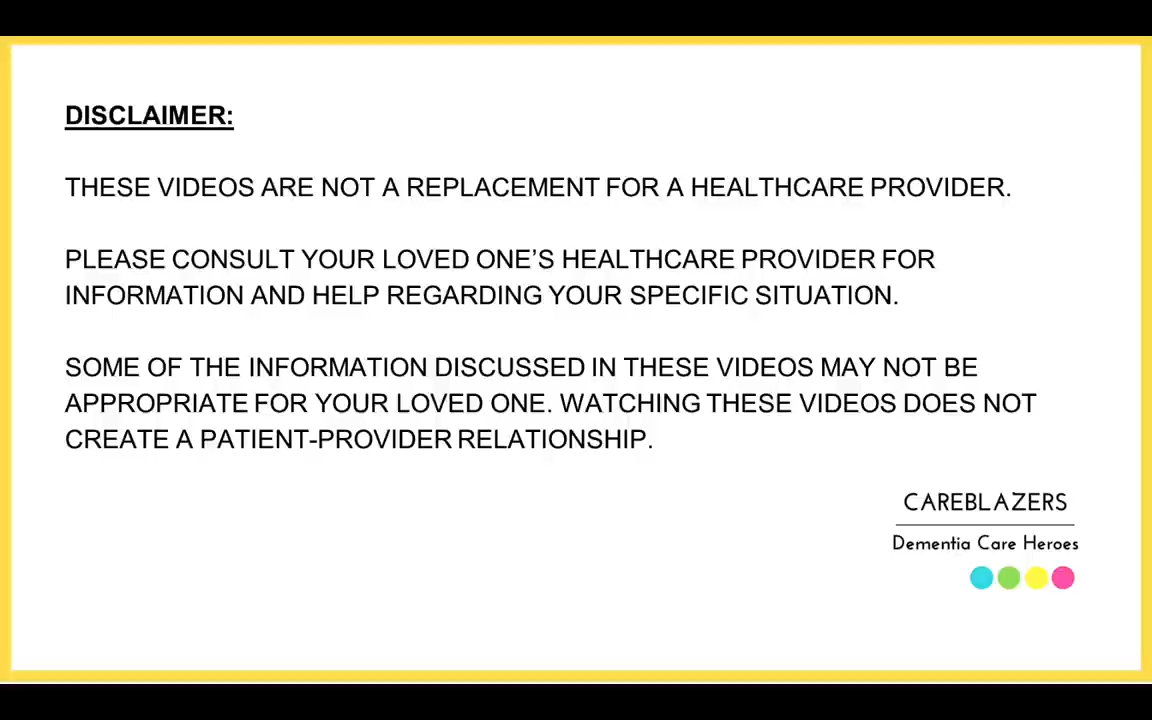 DISCLAIMER:
THESE VIDEOS ARE NOT A REPLACEMENT FOR A HEALTHCARE PROVIDER.
PLEASE CONSULT YOUR LOVED ONE’S HEALTHCARE PROVIDER FOR
INFORMATION AND HELP REGARDING YOUR SPECIFIC SITUATION.
SOME OF THE INFORMATION DISCUSSED IN THESE VIDEOS MAY NOT BE
APPROPRIATE FOR YOUR LOVED ONE. WATCHING THESE VIDEOS DOES NOT
CREATE A PATIENT-PROVIDER RELATIONSHIP.
CAREBLAZERS
Dementia Care Heroes